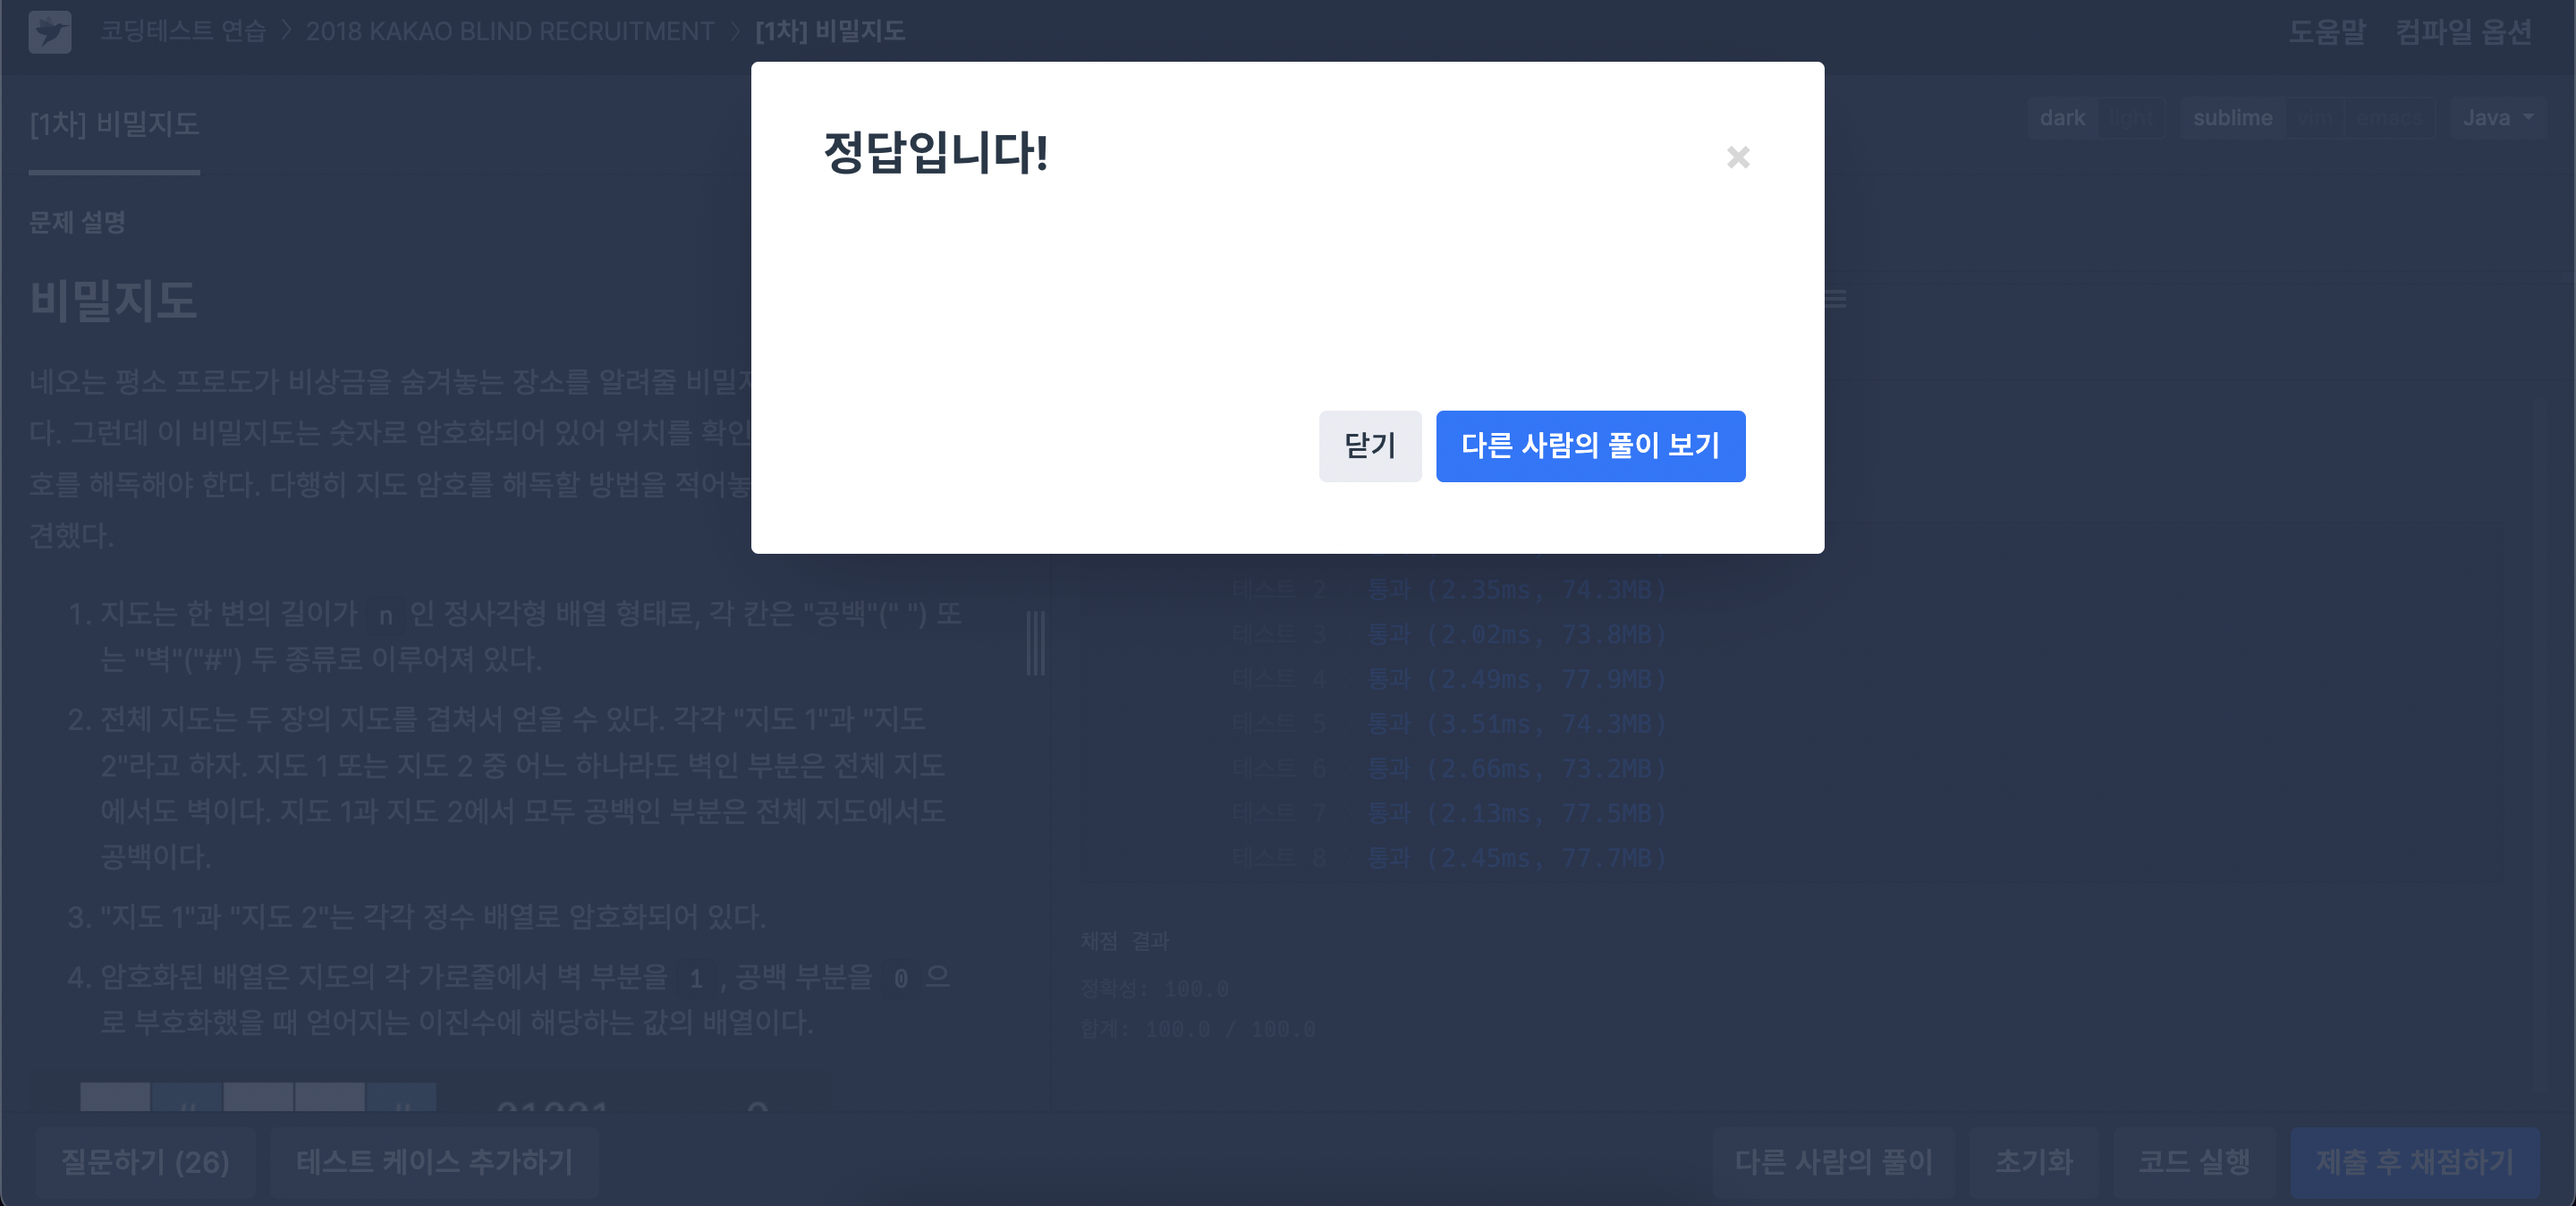 코딩테스트 연습 > 2018 KAKAO BLIND RECRUITMENT > [1차] 비밀지도
도움말 컴파일 옵션
[1차] 비밀지도
dark light sublime vim emacs Java
정답입니다!
×
닫기 다른 사람의 풀이 보기
문제 설명
비밀지도
네오는 평소 프로도가 비상금을 숨겨놓는 장소를 알려줄
다. 그런데 이 비밀지도는 숫자로 암호화되어 있어 위치를
호를 해독해야 한다. 다행히 지도 암호를 해독할 방법을
견했다.
1. 지도는 한 변의 길이가 n 인 정사각형 배열 형태로, 각 칸은 "공백"(" ") 또
는 "벽"("#") 두 종류로 이루어져 있다.
2. 전체 지도는 두 장의 지도를 겹쳐서 얻을 수 있다. 각각 "지도 1"과 "지도
2"라고 하자. 지도 1 또는 지도 2 중 어느 하나라도 벽인 부분은 전체 지도
에서도 벽이다. 지도 1과 지도 2에서 모두 공백인 부분은 전체 지도에서도
공백이다.
3. "지도 1"과 "지도 2"는 각각 정수 배열로 암호화되어 있다.
4. 암호화된 배열은 지도의 각 가로줄에서 벽 부분을 1 , 공백 부분을 0 으
로 부호화했을 때 얻어지는 이진수에 해당하는 값의 배열이다.
테스트 2 통과 (2.35ms, 74.3MB)
테스트 3 통과 (2.02ms, 73.8MB)
테스트 4 통과 (2.49ms, 77.9MB)
테스트 5 통과 (3.51ms, 74.3MB)
테스트 6 통과 (2.66ms, 73.2MB)
테스트 7 통과 (2.13ms, 77.5MB)
테스트 8 통과 (2.45ms, 77.7MB)
채점 결과
정확성: 100.0
합계: 100.0 / 100.0
질문하기 (26) 테스트 케이스 추가하기
다른 사람의 풀이 초기화 코드 실행 제출 후 채점하기